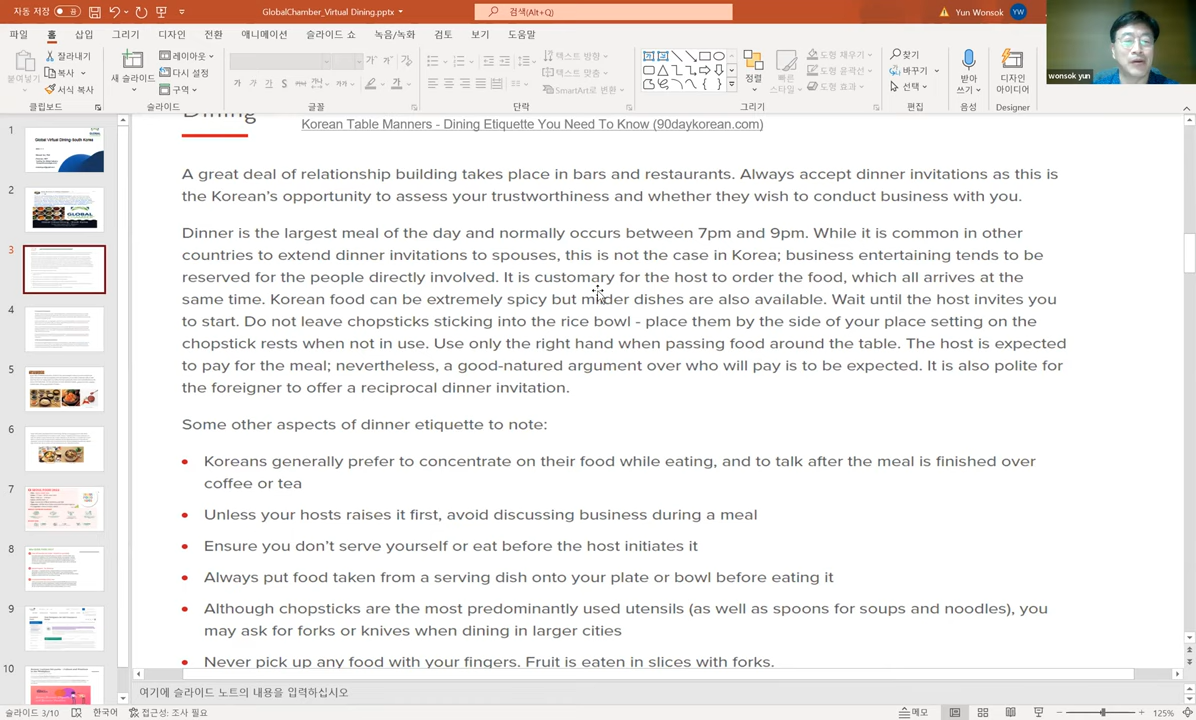 자동 저장
끔
GlobalChamber_Virtual Dining.pptx
검색(Alt+Q)
Yun Wonsok
YW
파일
홈
삽입
그리기
디자인
전환
애니메이션
슬라이드 쇼
녹음/녹화
검토
보기
도움말
붙여넣기
잘라내기
복사
서식 복사
클립보드
새 슬라이드
레이아웃
다시 설정
구역
슬라이드
글꼴
텍스트 방향
텍스트 맞춤
SmartArt로 변환
단락
정렬
빠른 스타일
도형 채우기
도형 윤곽선
도형 효과
그리기
찾기
바꾸기
선택
편집
받아쓰기
음성
디자인 아이디어
Designer
wonsok yun
Dining
Korean Table Manners - Dining Etiquette You Need To Know (90daykorean.com)
A great deal of relationship building takes place in bars and restaurants. Always accept dinner invitations as this is
the Korean's opportunity to assess your trustworthiness and whether they wish to conduct business with you.
Dinner is the largest meal of the day and normally occurs between 7pm and 9pm. While it is common in other
countries to extend dinner invitations to spouses, this is not the case in Korea; business entertaining tends to be
reserved for the people directly involved. It is customary for the host to order the food, which all arrives at the
same time. Korean food can be extremely spicy but milder dishes are also available. Wait until the host invites you
to start. Do not leave chopsticks sticking into the rice bowl - place them by the side of your place setting on the
chopstick rests when not in use. Use only the right hand when passing food around the table. The host is expected
to pay for the meal; nevertheless, a good-natured argument over who will pay is to be expected. It is also polite for
the foreigner to offer a reciprocal dinner invitation.
Some other aspects of dinner etiquette to note:
Koreans generally prefer to concentrate on their food while eating, and to talk after the meal is finished over
coffee or tea
Unless your hosts raises it first, avoid discussing business during a meal
Ensure you don't serve yourself or eat before the host initiates it
Always put food taken from a serving dish onto your plate or bowl before eating it
Although chopsticks are the most predominantly used utensils (as well as spoons for soups and noodles), you
may ask for forks or knives when dining in larger cities
Never pick up any food with your fingers. Fruit is eaten in slices with forks.
1
Global Virtual Dining-South Korea
2
GLOBAL
3
4
5
6
7
8
9
10
여기에 슬라이드 노트의 내용을 입력하십시오
슬라이드 3/10
한국어
접근성: 조사 필요
메모
125%